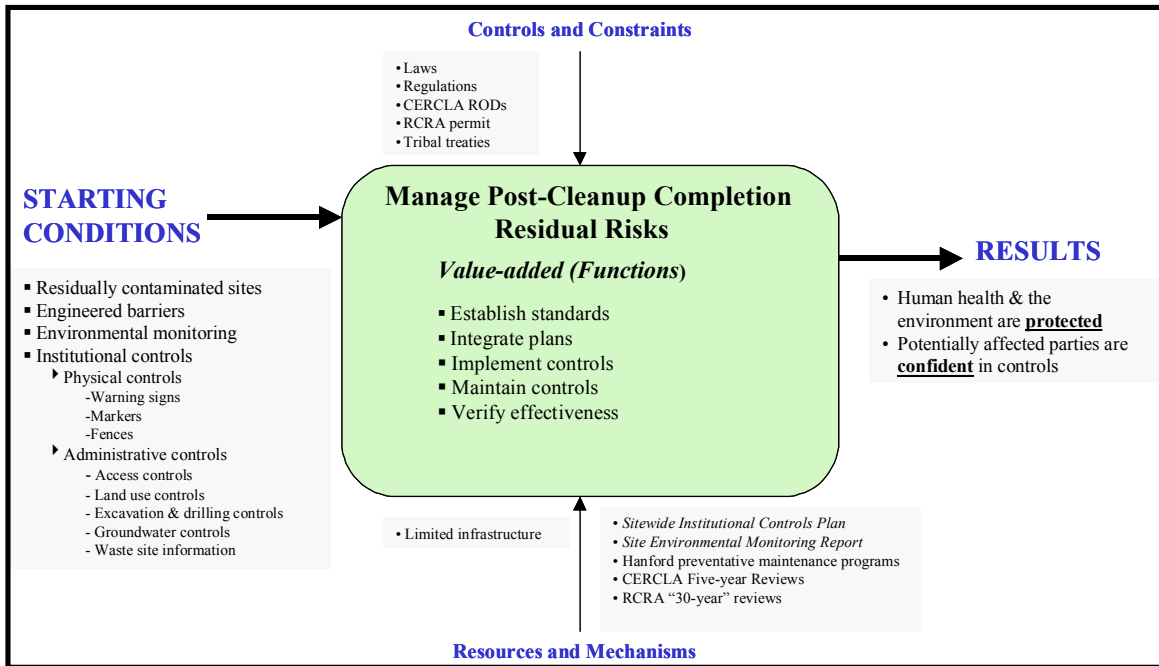 Controls and Constraints
• Laws
• Regulations
• CERCLA RODs
• RCRA permit
• Tribal treaties
STARTING
CONDITIONS
▪ Residually contaminated sites
▪ Engineered barriers
▪ Environmental monitoring
▪ Institutional controls
Physical controls
-Warning signs
-Markers
-Fences
Administrative controls
- Access controls
- Land use controls
- Excavation & drilling controls
- Groundwater controls
- Waste site information
Manage Post-Cleanup Completion
Residual Risks
Value-added (Functions)
▪ Establish standards
▪ Integrate plans
▪ Implement controls
▪ Maintain controls
▪ Verify effectiveness
RESULTS
• Human health & the
environment are protected
• Potentially affected parties are
confident in controls
• Limited infrastructure
• Sitewide Institutional Controls Plan
• Site Environmental Monitoring Report
• Hanford preventative maintenance programs
• CERCLA Five-year Reviews
• RCRA “30-year” reviews
Resources and Mechanisms